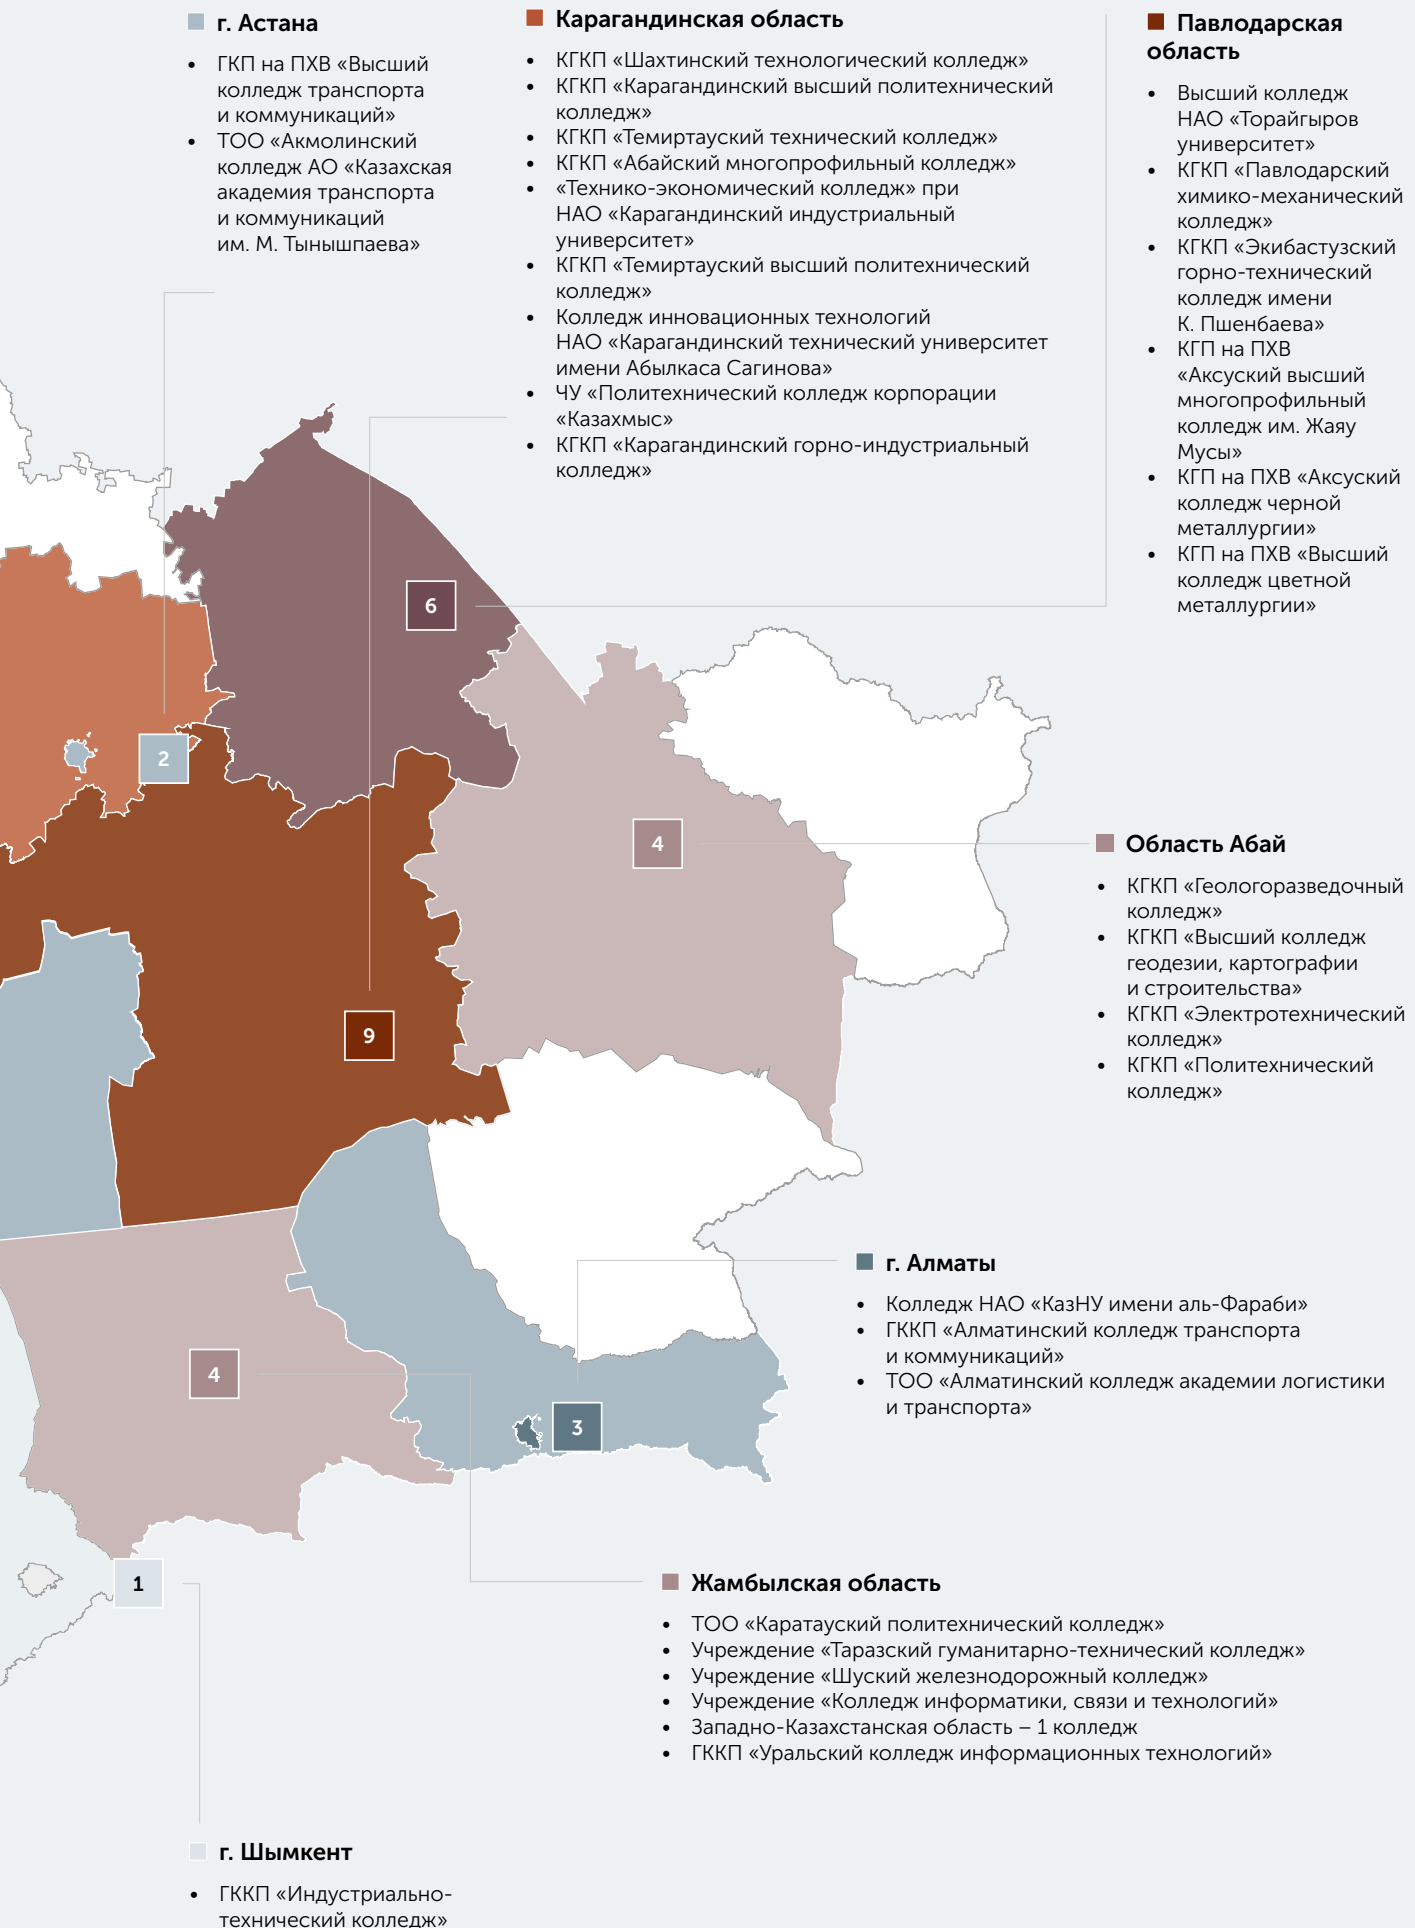 г. Астана
• ГКП на ПХВ «Высший
колледж транспорта
и коммуникаций»
• ТОО «Акмолинский
колледж АО «Казахская
академия транспорта
и коммуникаций
им. М. Тынышпаева»
Карагандинская область
• КГКП «Шахтинский технологический колледж»
• КГКП «Карагандинский высший политехнический
колледж»
• КГКП «Темиртауский технический колледж»
• КГКП «Абайский многопрофильный колледж»
• «Технико-экономический колледж» при
НАО «Карагандинский индустриальный
университет»
• КГКП «Темиртауский высший политехнический
колледж»
• Колледж инновационных технологий
НАО «Карагандинский технический университет
имени Абылкаса Сагинова»
• ЧУ «Политехнический колледж корпорации
«Казахмыс»
• КГКП «Карагандинский горно-индустриальный
колледж»
Павлодарская
область
• Высший колледж
НАО «Торайгыров
университет»
• КГКП «Павлодарский
химико-механический
колледж»
• КГКП «Экибастузский
горно-технический
колледж имени
К. Пшенбаева»
• КГП на ПХВ
«Аксуский высший
многопрофильный
колледж им. Жаяу
Мусы»
• КГП на ПХВ «Аксуский
колледж черной
металлургии»
• КГП на ПХВ «Высший
колледж цветной
металлургии»
6
2
4
9
Область Абай
• КГКП «Геологоразведочный
колледж»
• КГКП «Высший колледж
геодезии, картографии
и строительства»
• КГКП «Электротехнический
колледж»
• КГКП «Политехнический
колледж»
г. Алматы
• Колледж НАО «КазНУ имени аль-Фараби»
• ГККП «Алматинский колледж транспорта
и коммуникаций»
• ТОО «Алматинский колледж академии логистики
и транспорта»
4
3
1
Жамбылская область
• ТОО «Каратауский политехнический колледж»
• Учреждение «Таразский гуманитарно-технический колледж»
• Учреждение «Шуский железнодорожный колледж»
• Учреждение «Колледж информатики, связи и технологий»
• Западно-Казахстанская область – 1 колледж
• ГККП «Уральский колледж информационных технологий»
г. Шымкент
• ГККП «Индустриально-
технический колледж»